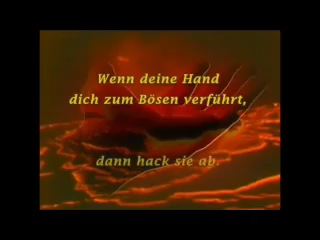 Wenn deine Hand
dich zum Bösen verführt,
dann hack sie ab.